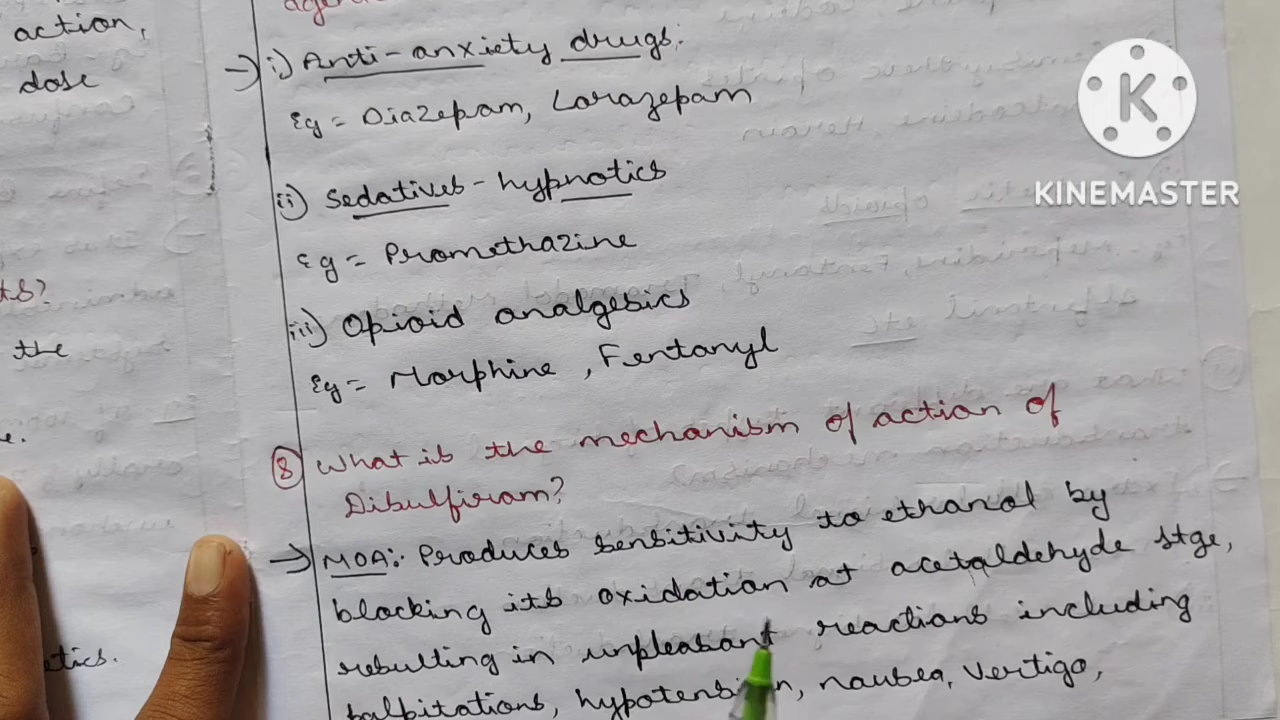 action,
dose
the
e.
etics.
→ i) Anti-anxiety drugs:
Eg = Diazepam, Lorazepam
ii) Sedatives-hypnotics
Eg = Promethazine
iii) Opioid analgesics
Eg = Morphine, Fentanyl
⑧ What is the mechanism of action of
Disulfiram?
→ MOA:- Produces sensitivity to ethanol by
blocking its oxidation at acetaldehyde stge,
resulting in unpleasant reactions including
palpitations, hypotension, nausea, vertigo,
K
KINEMASTER